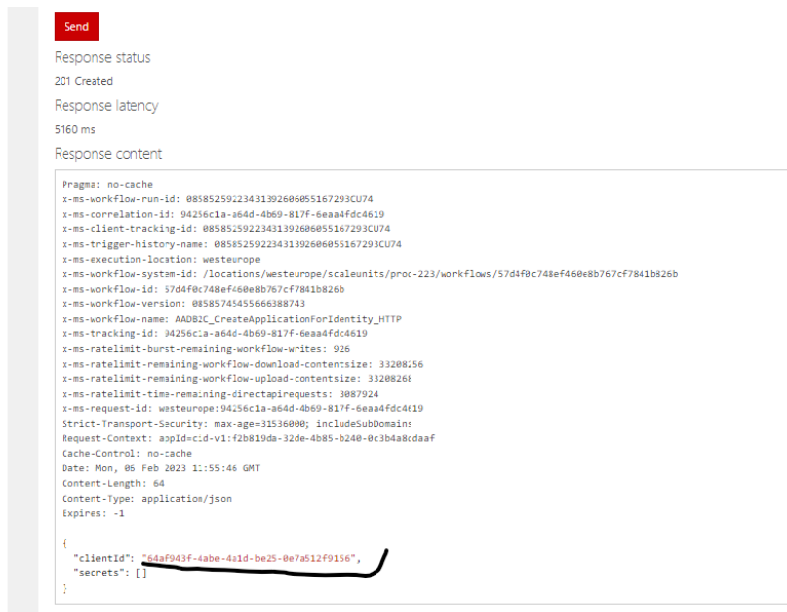 Send
Response status
201 Created
Response latency
5160 ms
Response content
Pragma: no-cache
x-ms-workflow-run-id: 08585259223431392606055167293CU74
x-ms-correlation-id: 94256c1a-a64d-4b69-817f-6eaa4fdc4619
x-ms-client-tracking-id: 08585259223431392606055167293CU74
x-ms-trigger-history-name: 08585259223431392606055167293CU74
x-ms-execution-location: westeurope
x-ms-workflow-system-id: /locations/westeurope/scaleunits/prod-223/workflows/57d4f0c748ef460e8b767cf7841b826b
x-ms-workflow-id: 57d4f0c748ef460e8b767cf7841b826b
x-ms-workflow-version: 08585745455666388743
x-ms-workflow-name: AADB2C_CreateApplicationForIdentity_HTTP
x-ms-tracking-id: 94256c1a-a64d-4b69-817f-6eaa4fdc4619
x-ms-ratelimit-burst-remaining-workflow-writes: 926
x-ms-ratelimit-remaining-workflow-download-contentsize: 33208256
x-ms-ratelimit-remaining-workflow-upload-contentsize: 33208268
x-ms-ratelimit-time-remaining-directapirequests: 3087924
x-ms-request-id: westeurope:94256c1a-a64d-4b69-817f-6eaa4fdc4619
Strict-Transport-Security: max-age=31536000; includeSubDomains
Request-Context: appId=cid-v1:f2b819da-32de-4b85-b240-0c3b4a8cdaaf
Cache-Control: no-cache
Date: Mon, 06 Feb 2023 11:55:46 GMT
Content-Length: 64
Content-Type: application/json
Expires: -1
{
"clientId": "64af943f-4abe-4a1d-be25-0e7a512f9156",
"secrets": []
}